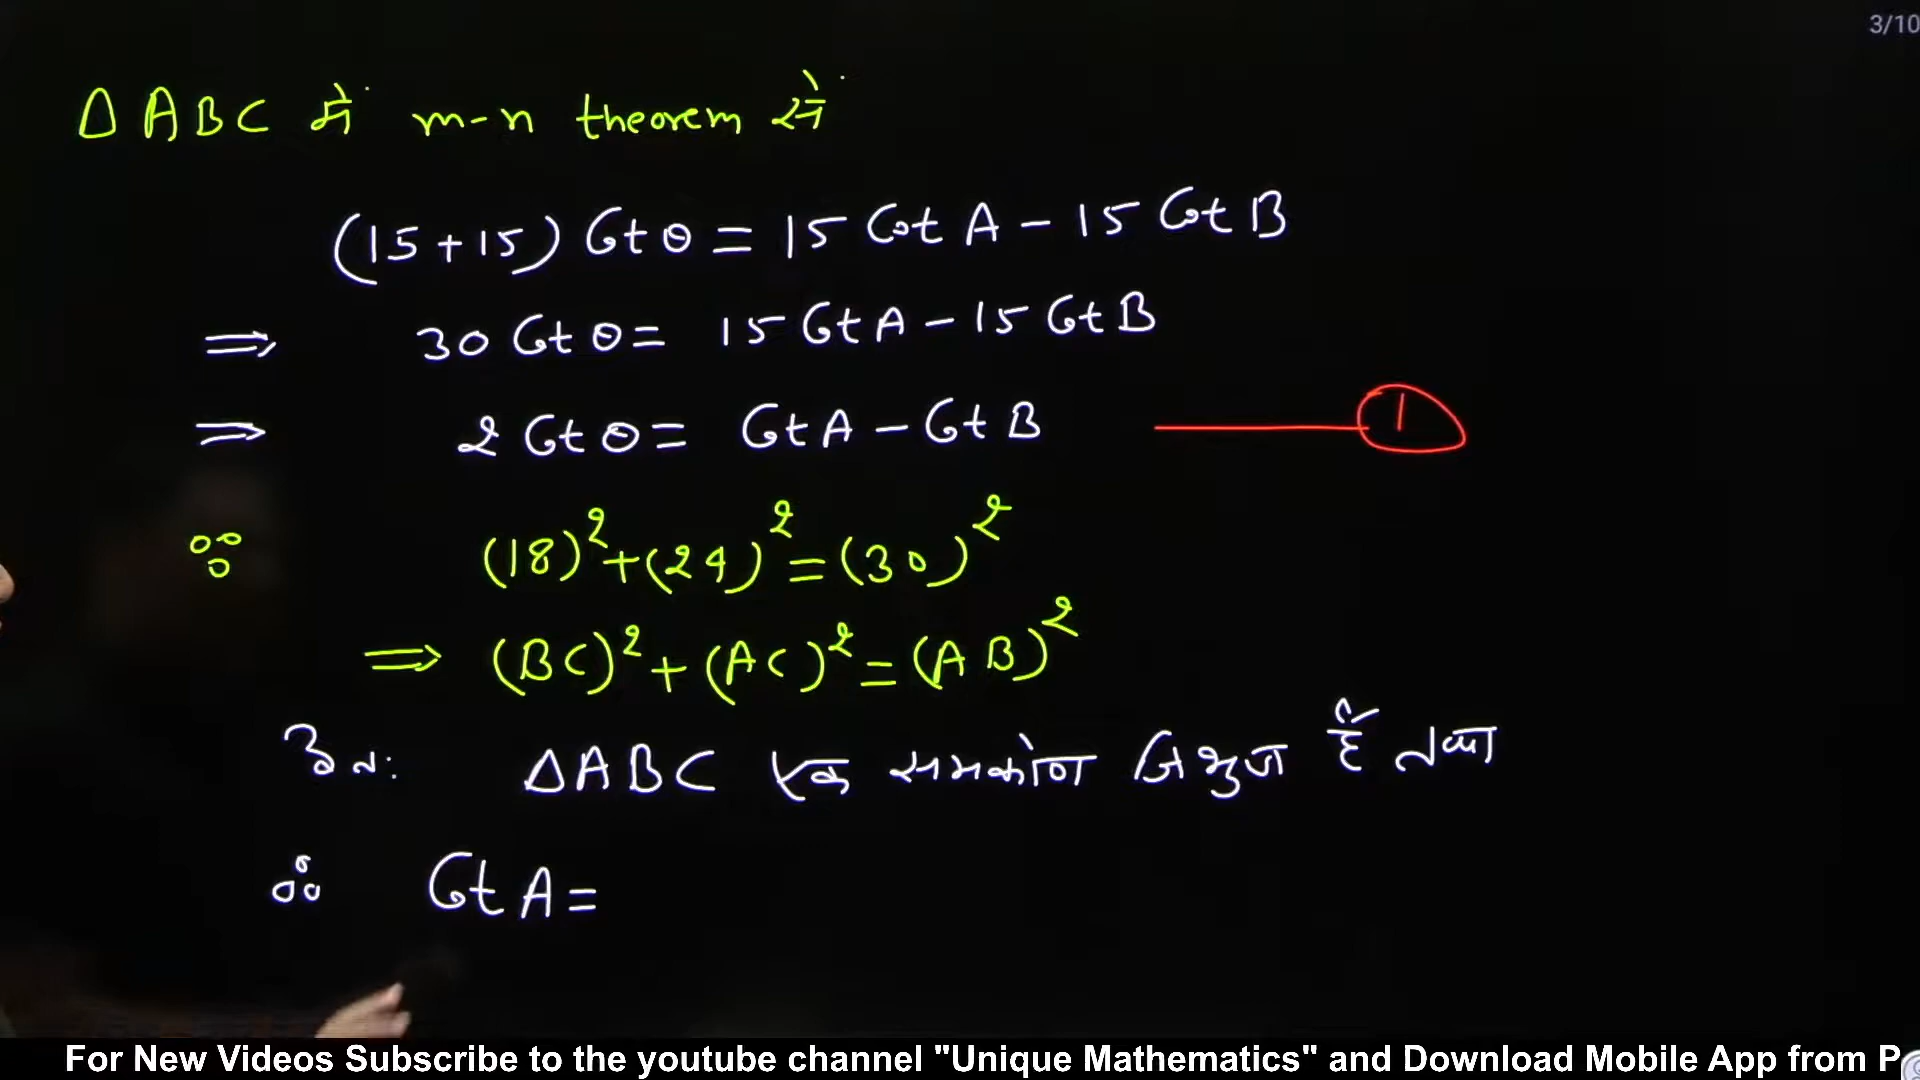 3/10
Δ ABC में m-n theorem से
(15+15) Cot θ = 15 Cot A - 15 Cot B
⇒ 30 Cot θ = 15 Cot A - 15 Cot B
⇒ 2 Cot θ = Cot A - Cot B 1
∵ (18)²+(24)²=(30)²
⇒ (BC)²+(AC)²=(AB)²
अतः ΔABC एक समकोण त्रिभुज है तथा
∴ Cot A =
For New Videos Subscribe to the youtube channel "Unique Mathematics" and Download Mobile App from P